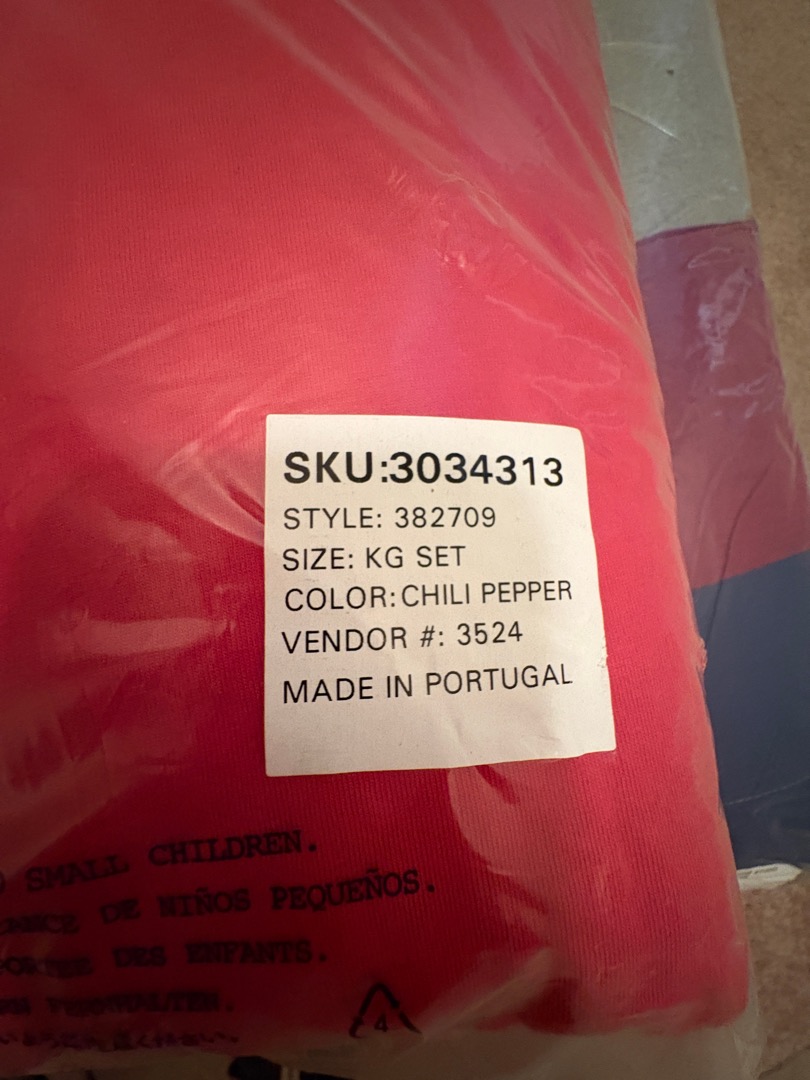 SKU:3034313
STYLE: 382709
SIZE: KG SET
COLOR:CHILI PEPPER
VENDOR #: 3524
MADE IN PORTUGAL
SMALL CHILDREN.
DE NIÑOS PEQUEÑOS.
DES ENFANTS.
4